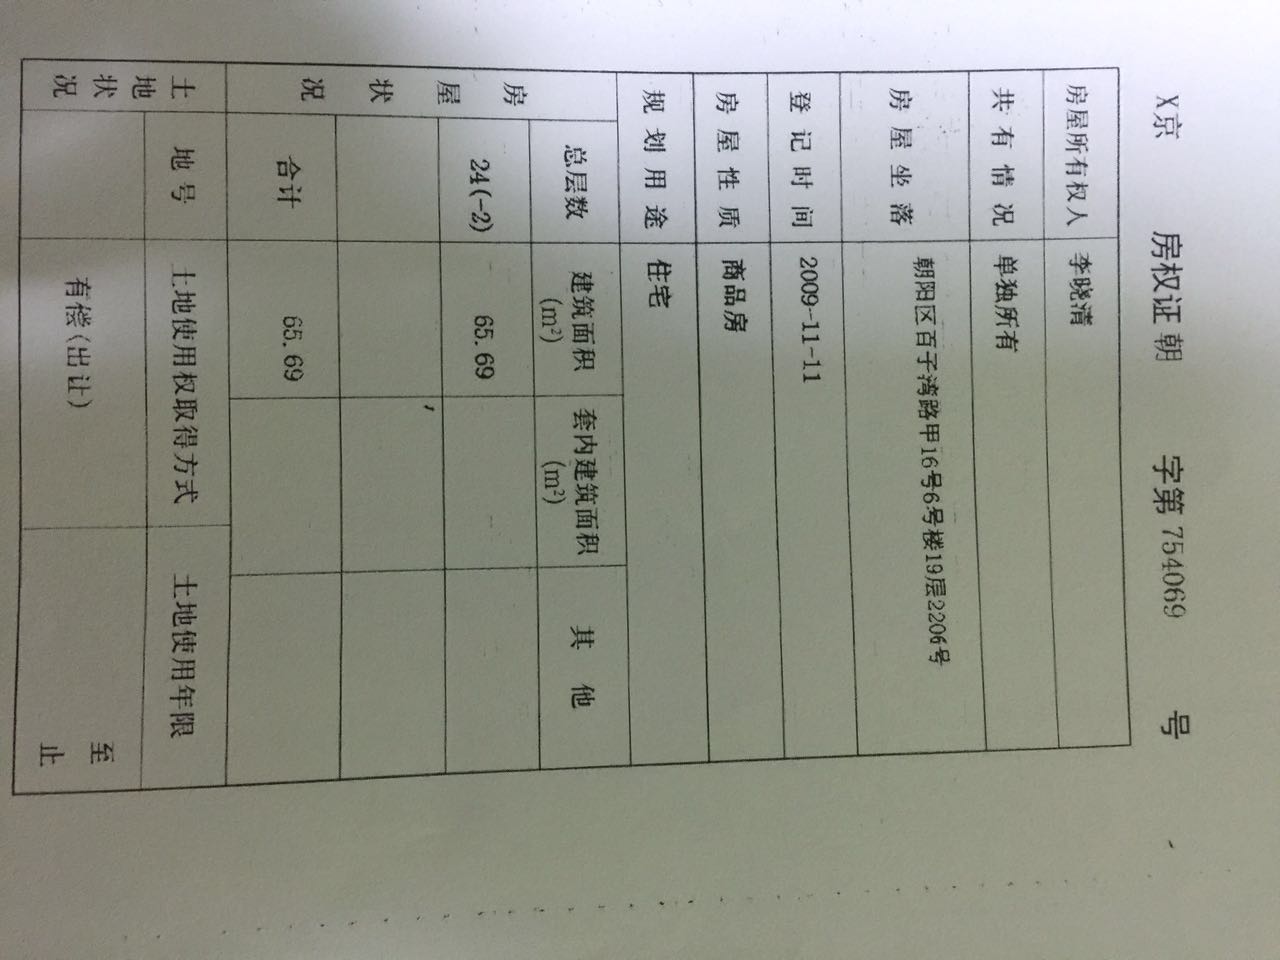 X京 房权证 朝 字第 754069 号
房屋所有权人 李晓清
共有情况 单独所有
房屋坐落 朝阳区百子湾路甲16号6号楼19层2206号
登记时间 2009-11-11
房屋性质 商品房
规划用途 住宅
房屋状况
总层数 建筑面积(m²) 套内建筑面积(m²) 其他
24(-2) 65.69
合计 65.69
土地状况
地号 土地使用权取得方式 土地使用年限
有偿(出让) 至 止